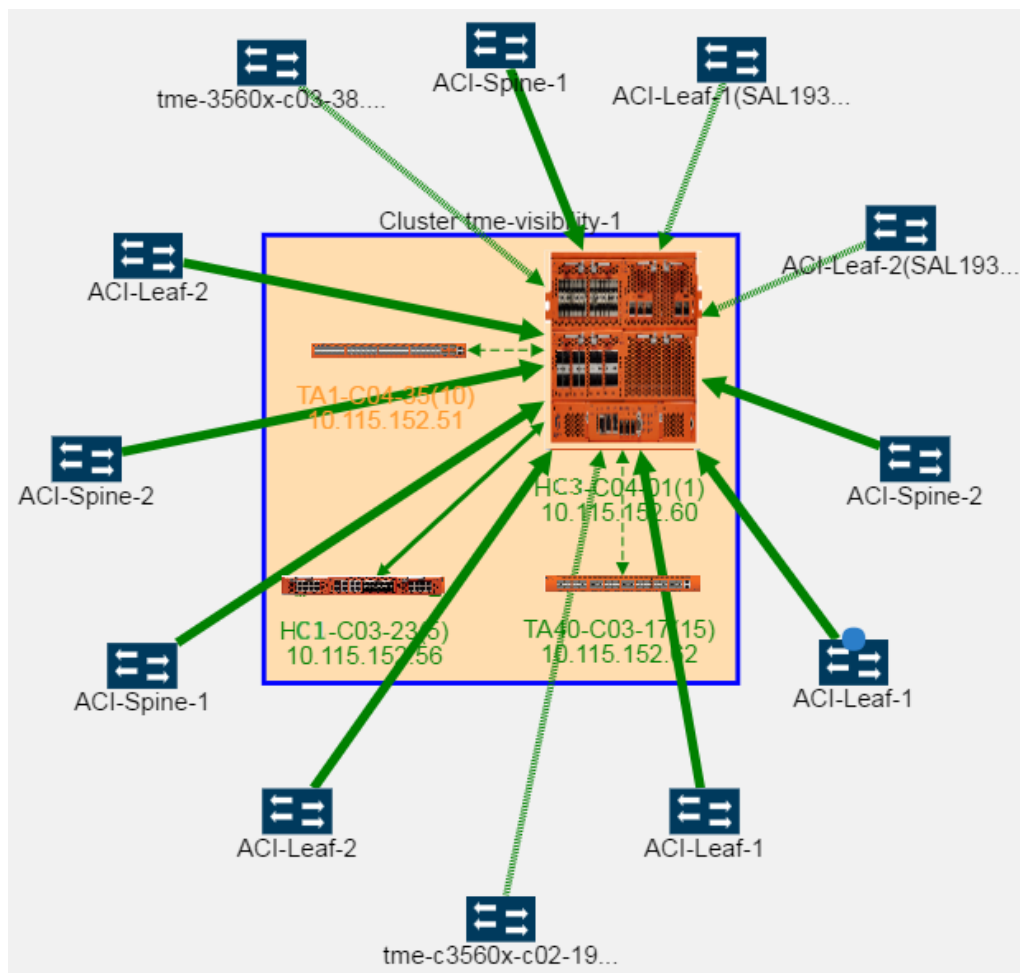 ACI-Spine-1
tme-3560x-c03-38....
ACI-Leaf-1(SAL193...
Cluster tme-visibility-1
ACI-Leaf-2(SAL193...
ACI-Leaf-2
TA1-C04-35(10)
10.115.152.51
ACI-Spine-2
HC3-C04-01(1)
10.115.152.60
ACI-Spine-2
HC1-C03-23(5)
10.115.152.56
TA40-C03-17(15)
10.115.152.62
ACI-Spine-1
ACI-Leaf-1
ACI-Leaf-2
ACI-Leaf-1
tme-c3560x-c02-19...